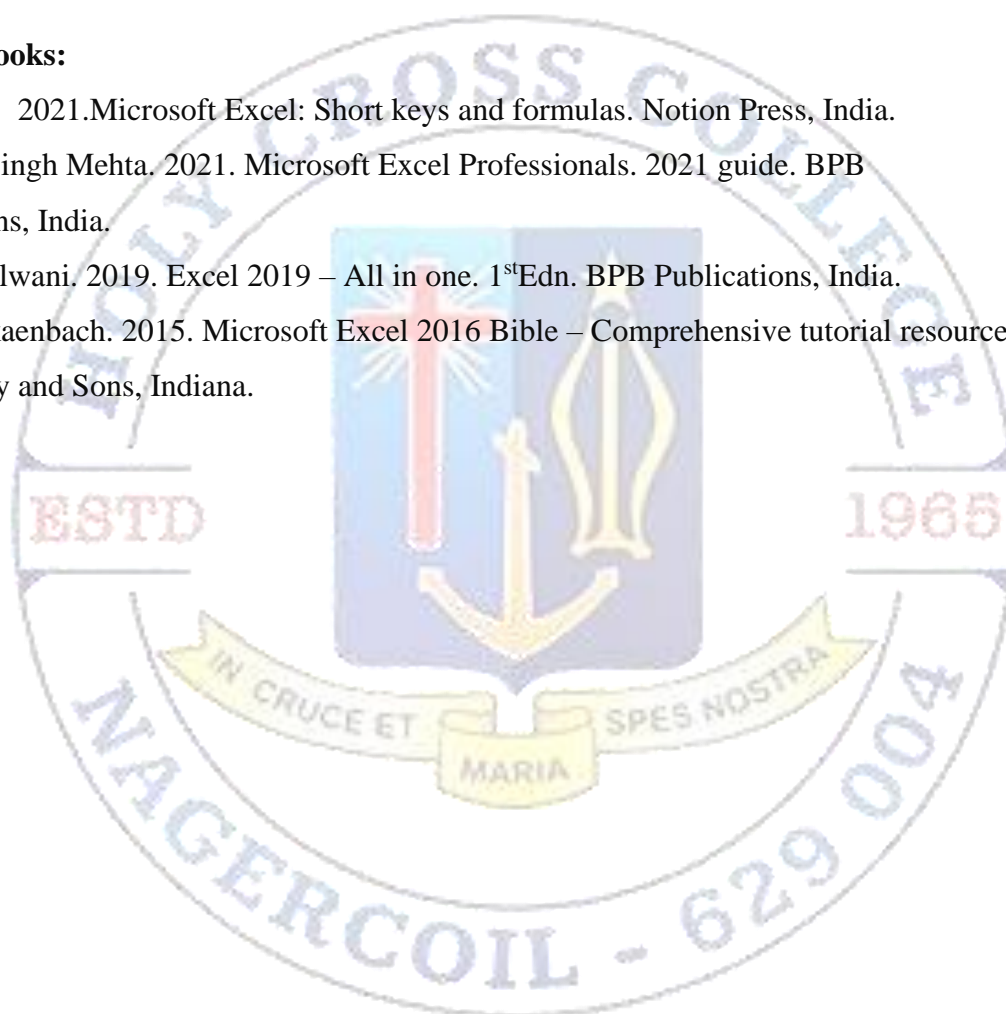 ooks:
2021.Microsoft Excel: Short keys and formulas. Notion Press, India.
ingh Mehta. 2021. Microsoft Excel Professionals. 2021 guide. BPB
ns, India.
lwani. 2019. Excel 2019 – All in one. 1stEdn. BPB Publications, India.
aenbach. 2015. Microsoft Excel 2016 Bible – Comprehensive tutorial resource
y and Sons, Indiana.
HOLY CROSS COLLEGE
ESTD 1965
IN CRUCE ET MARIA SPES NOSTRA
NAGERCOIL - 629 004